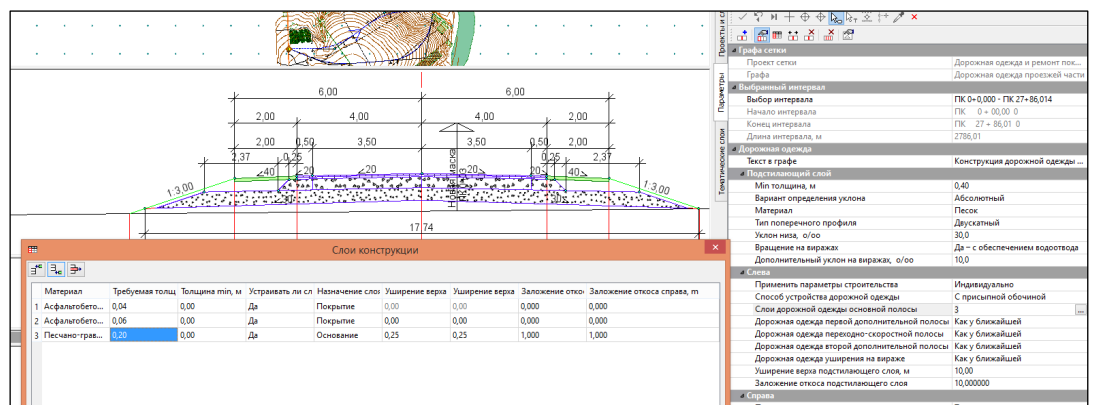 Проекты и сл
Параметры
Тематические слои
6,00 6,00
2,00 4,00 4,00 2,00
2,00 0,50 3,50 3,50 0,50 2,00
2,37 0,25 0,25 2,37
40 20 20 40
1:3,00 1:3,00
17,74
Графа сетки
Проект сетки Дорожная одежда и ремонт пок...
Графа Дорожная одежда проезжей части
Выбранный интервал
Выбор интервала ПК 0+0,000 - ПК 27+86,014
Начало интервала ПК 0 + 00,00 0
Конец интервала ПК 27 + 86,01 0
Длина интервала, м 2786,01
Дорожная одежда
Текст в графе Конструкция дорожной одежды ...
Подстилающий слой
Min толщина, м 0,40
Вариант определения уклона Абсолютный
Материал Песок
Тип поперечного профиля Двускатный
Уклон низа, о/оо 30,0
Вращение на виражах Да – с обеспечением водоотвода
Дополнительный уклон на виражах, о/оо 10,0
Слева
Применить параметры строительства Индивидуально
Способ устройства дорожной одежды С присыпной обочиной
Слои дорожной одежды основной полосы 3 ...
Дорожная одежда первой дополнительной полосы Как у ближайшей
Дорожная одежда переходно-скоростной полосы Как у ближайшей
Дорожная одежда второй дополнительной полосы Как у ближайшей
Дорожная одежда уширения на вираже Как у ближайшей
Уширение верха подстилающего слоя, м 10,00
Заложение откоса подстилающего слоя 10,000000
Справа
Слои конструкции
Материал Требуемая толщ Толщина min, м Устраивать ли сл Назначение слоя Уширение верха Уширение верха Заложение отко Заложение откоса справа, m
1 Асфальтобето... 0,04 0,00 Да Покрытие 0,00 0,00 0,000 0,000
2 Асфальтобето... 0,06 0,00 Да Покрытие 0,00 0,00 0,000 0,000
3 Песчано-грав... 0,20 0,00 Да Основание 0,25 0,25 1,000 1,000